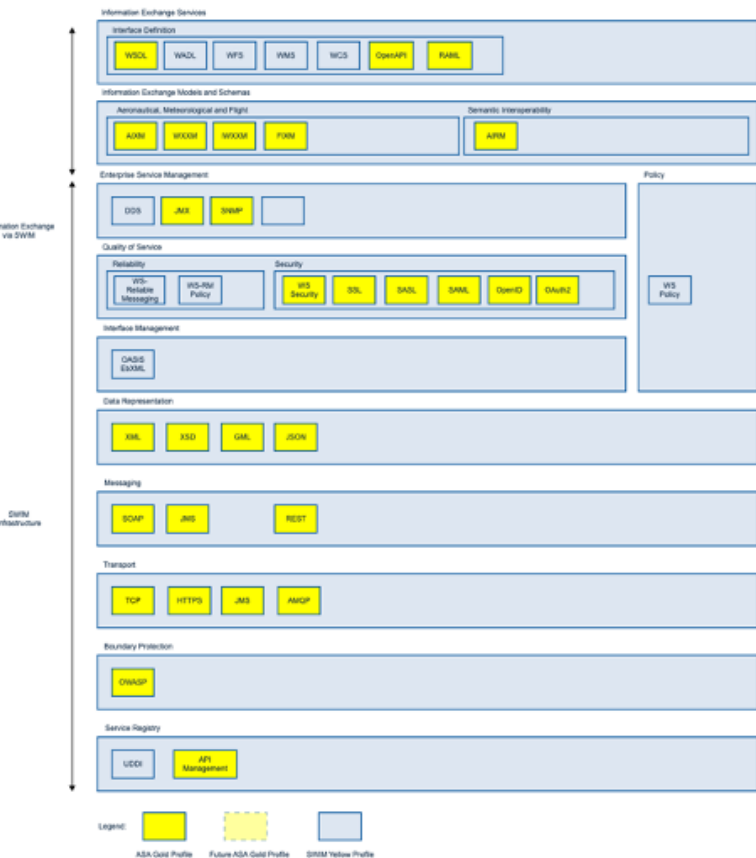 Information Exchange Services
Interface Definition
WSDL WADL WFS WMS WCS OpenAPI RAML
Information Exchange Models and Schemas
Aeronautical, Meteorological and Flight Semantic Interoperability
AIXM WXXM IWXXM FIXM AIRM
Enterprise Service Management Policy
DDS JMX SNMP
mation Exchange
via SWIM
Quality of Service
Reliability Security
WS-
Reliable
Messaging
WS-RM
Policy
WS
Security
SSL SASL SAML OpenID OAuth2
WS
Policy
Interface Management
OASIS
EbXML
Data Representation
XML XSD GML JSON
Messaging
SOAP JMS REST
SWIM
nfrastructure
Transport
TCP HTTPS JMS AMQP
Boundary Protection
OWASP
Service Registry
UDDI
API
Management
Legend:
ASA Gold Profile Future ASA Gold Profile SWIM Yellow Profile